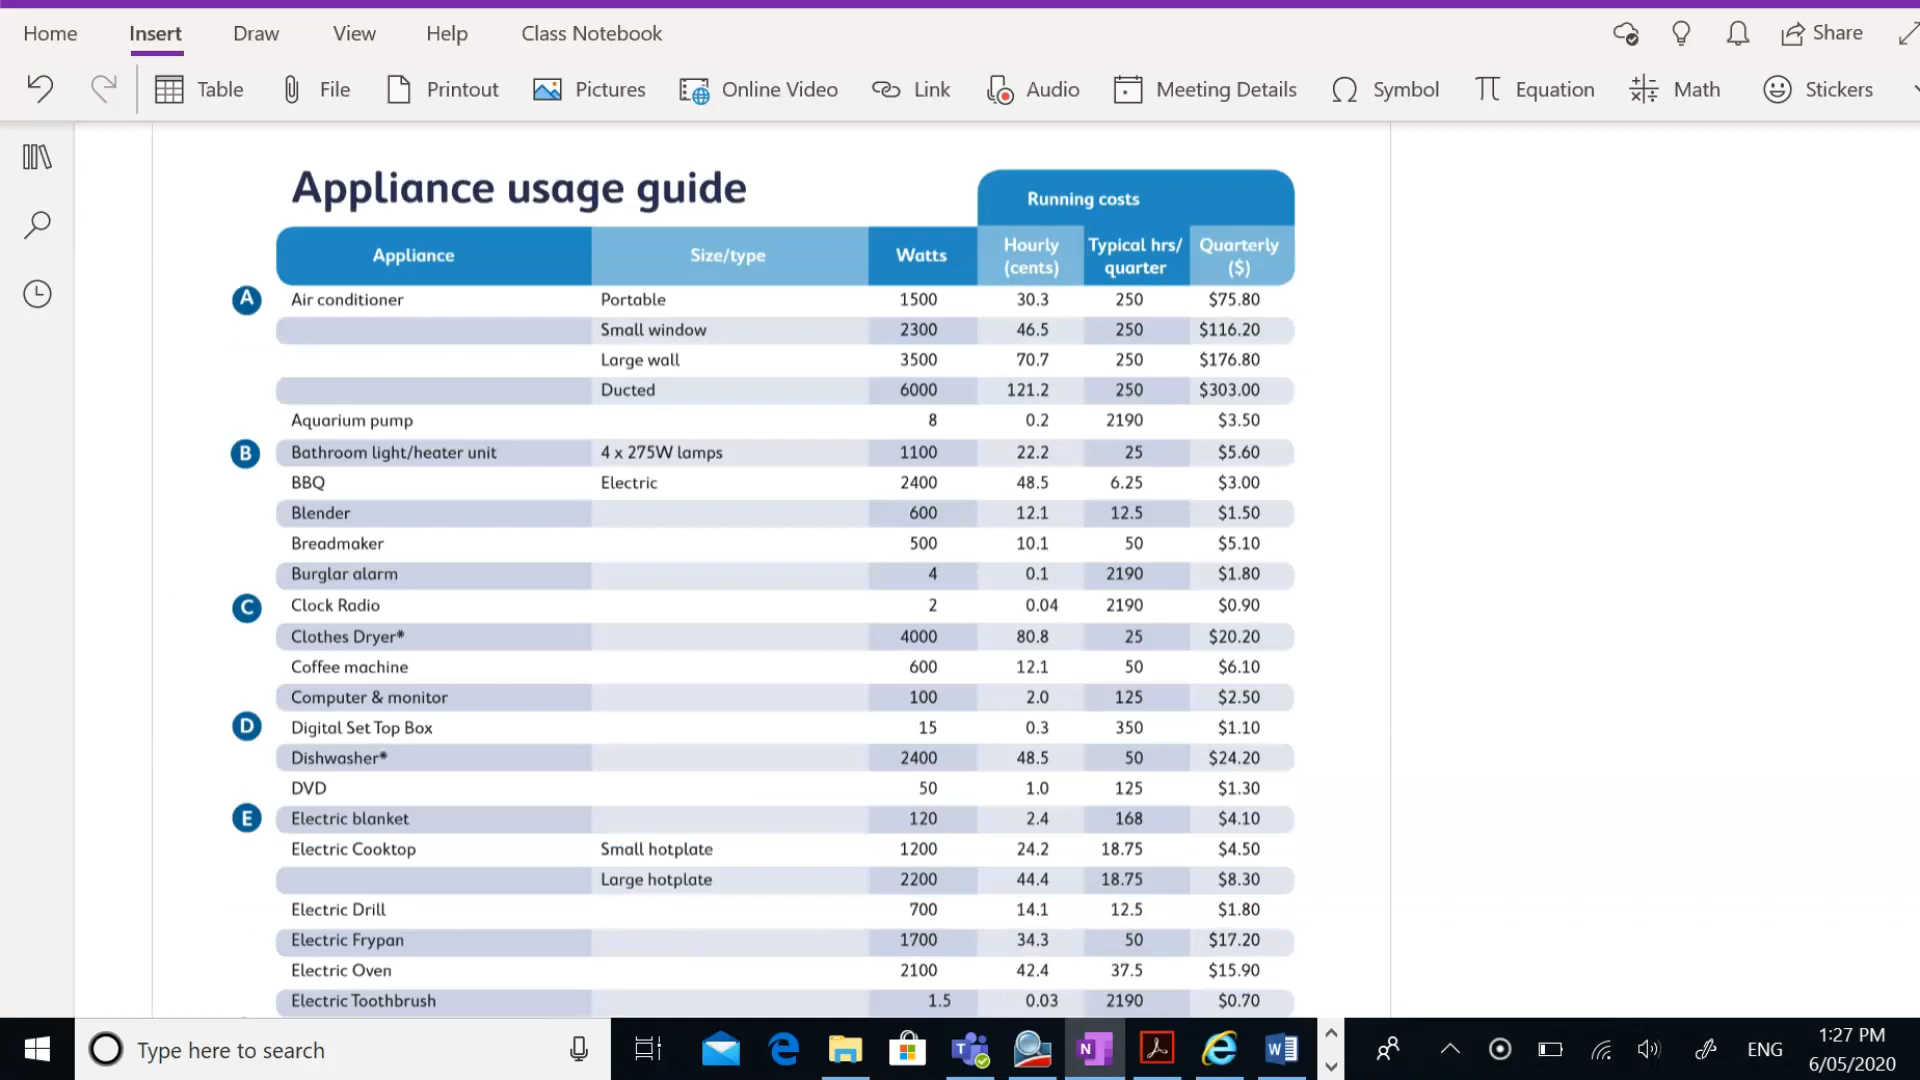 Home Insert Draw View Help Class Notebook Share
Table File Printout Pictures Online Video Link Audio Meeting Details Symbol Equation Math Stickers
Appliance usage guide
Running costs
Appliance Size/type Watts Hourly (cents) Typical hrs/ quarter Quarterly ($)
A Air conditioner Portable 1500 30.3 250 $75.80
Small window 2300 46.5 250 $116.20
Large wall 3500 70.7 250 $176.80
Ducted 6000 121.2 250 $303.00
Aquarium pump 8 0.2 2190 $3.50
B Bathroom light/heater unit 4 x 275W lamps 1100 22.2 25 $5.60
BBQ Electric 2400 48.5 6.25 $3.00
Blender 600 12.1 12.5 $1.50
Breadmaker 500 10.1 50 $5.10
Burglar alarm 4 0.1 2190 $1.80
C Clock Radio 2 0.04 2190 $0.90
Clothes Dryer* 4000 80.8 25 $20.20
Coffee machine 600 12.1 50 $6.10
Computer & monitor 100 2.0 125 $2.50
D Digital Set Top Box 15 0.3 350 $1.10
Dishwasher* 2400 48.5 50 $24.20
DVD 50 1.0 125 $1.30
E Electric blanket 120 2.4 168 $4.10
Electric Cooktop Small hotplate 1200 24.2 18.75 $4.50
Large hotplate 2200 44.4 18.75 $8.30
Electric Drill 700 14.1 12.5 $1.80
Electric Frypan 1700 34.3 50 $17.20
Electric Oven 2100 42.4 37.5 $15.90
Electric Toothbrush 1.5 0.03 2190 $0.70
Type here to search ENG 1:27 PM
6/05/2020